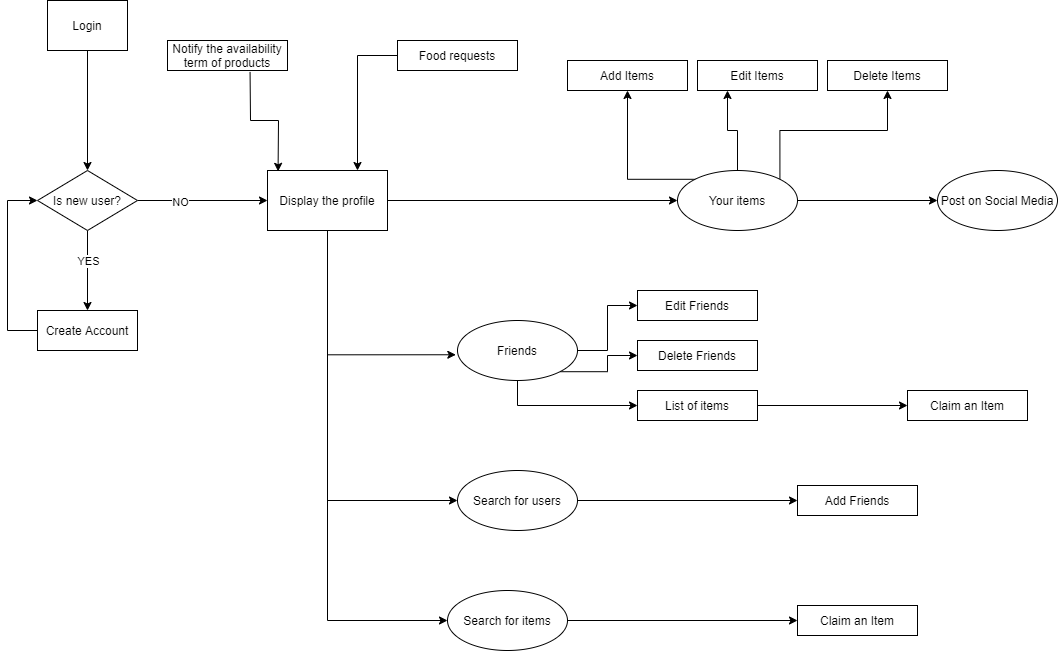 Login
Notify the availability
term of products
Food requests
Add Items
Edit Items
Delete Items
Is new user?
NO
Display the profile
Your items
Post on Social Media
YES
Create Account
Edit Friends
Friends
Delete Friends
List of items
Claim an Item
Search for users
Add Friends
Search for items
Claim an Item